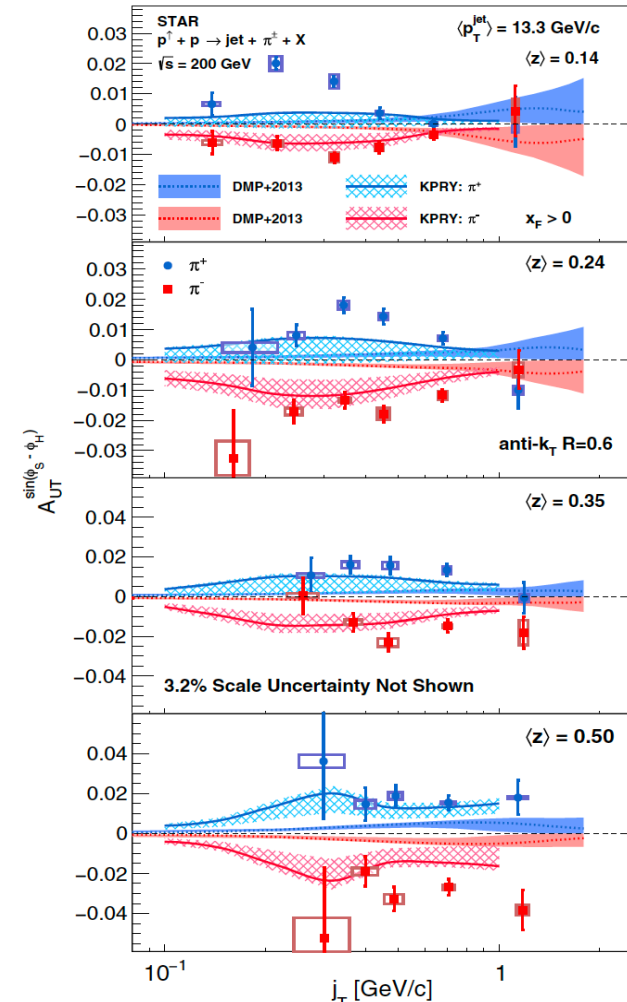 STAR
p↑ + p → jet + π± + X
√s = 200 GeV
⟨p_T^jet⟩ = 13.3 GeV/c
⟨z⟩ = 0.14
0.03
0.02
0.01
0
−0.01
−0.02
−0.03
DMP+2013
KPRY: π+
DMP+2013
KPRY: π-
x_F > 0
π+
π-
⟨z⟩ = 0.24
0.03
0.02
0.01
0
−0.01
−0.02
−0.03
anti-k_T R=0.6
A_UT^sin(ϕ_S - ϕ_H)
⟨z⟩ = 0.35
0.04
0.02
0
−0.02
−0.04
3.2% Scale Uncertainty Not Shown
⟨z⟩ = 0.50
0.04
0.02
0
−0.02
−0.04
10⁻¹
1
j_T [GeV/c]